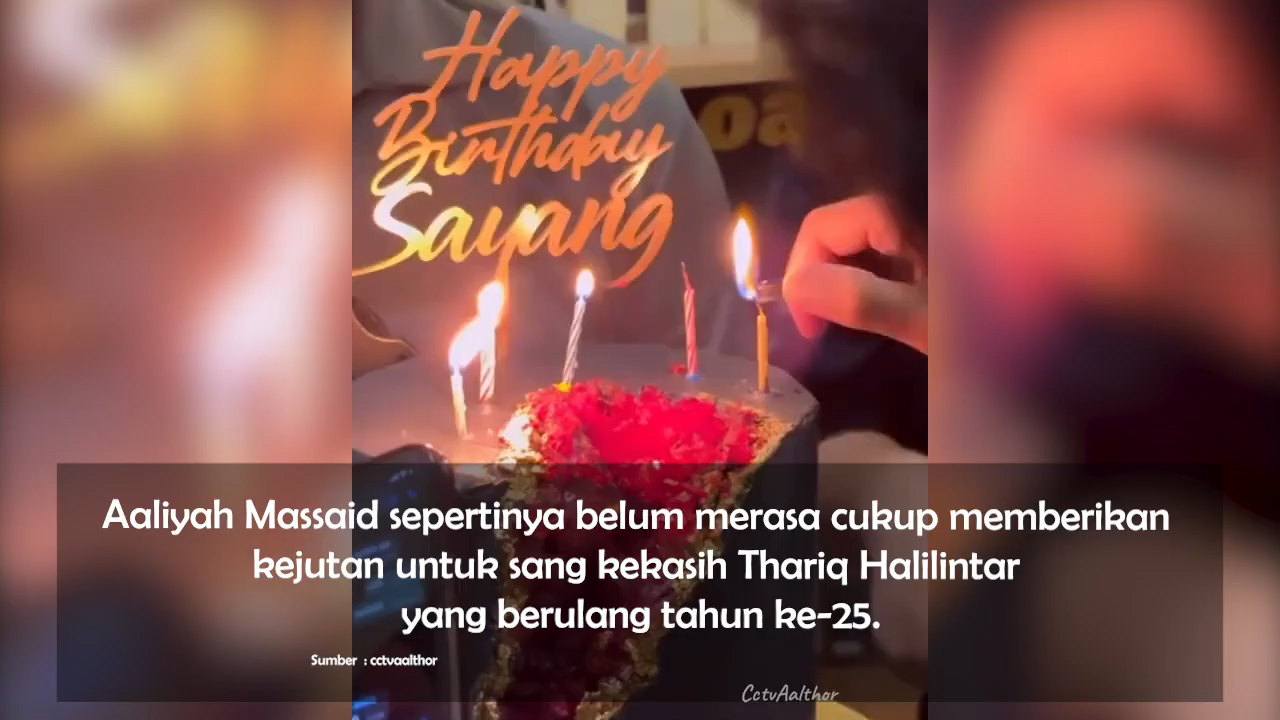 Happy
Birthday
Sayang
oa
Aaliyah Massaid sepertinya belum merasa cukup memberikan
kejutan untuk sang kekasih Thariq Halilintar
yang berulang tahun ke-25.
Sumber : cctvaalthor
CctvAalthor